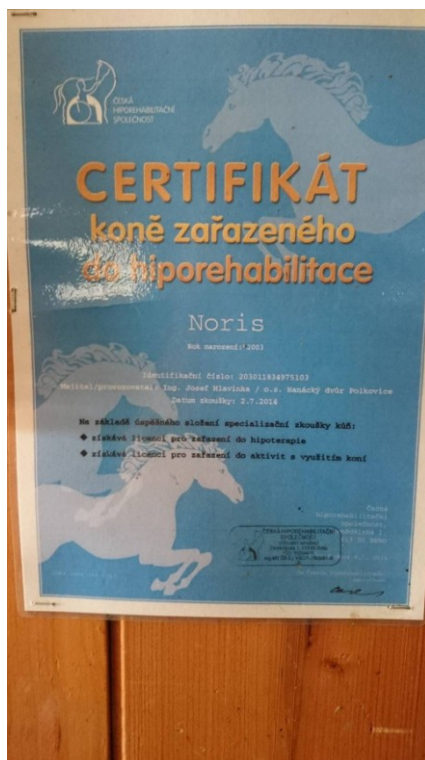 ČESKÁ
HIPOREHABILITAČNÍ
SPOLEČNOST
CERTIFIKÁT
koně zařazeného
do hiporehabilitace
Noris
Rok narození: 2003
Identifikační číslo: 203011834975103
Majitel/provozovatel: Ing. Josef Hlavinka / o.s. Hanácký dvůr Polkovice
Datum zkoušky: 2.7.2014
Na základě úspěšného složení specializační zkoušky kůň:
získává licenci pro zařazení do hipoterapie
získává licenci pro zařazení do aktivit s využitím koní
Česká
hiporehabilitační
společnost,
ČESKÁ HIPOREHABILITAČNÍ
SPOLEČNOST